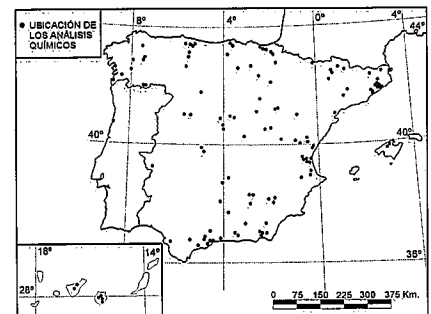 ● UBICACIÓN DE
LOS ANÁLISIS
QUÍMICOS
8° 4° 0° 4°
44°
40° 40°
36°
18° 14°
28°
0 75 150 225 300 375 Km.